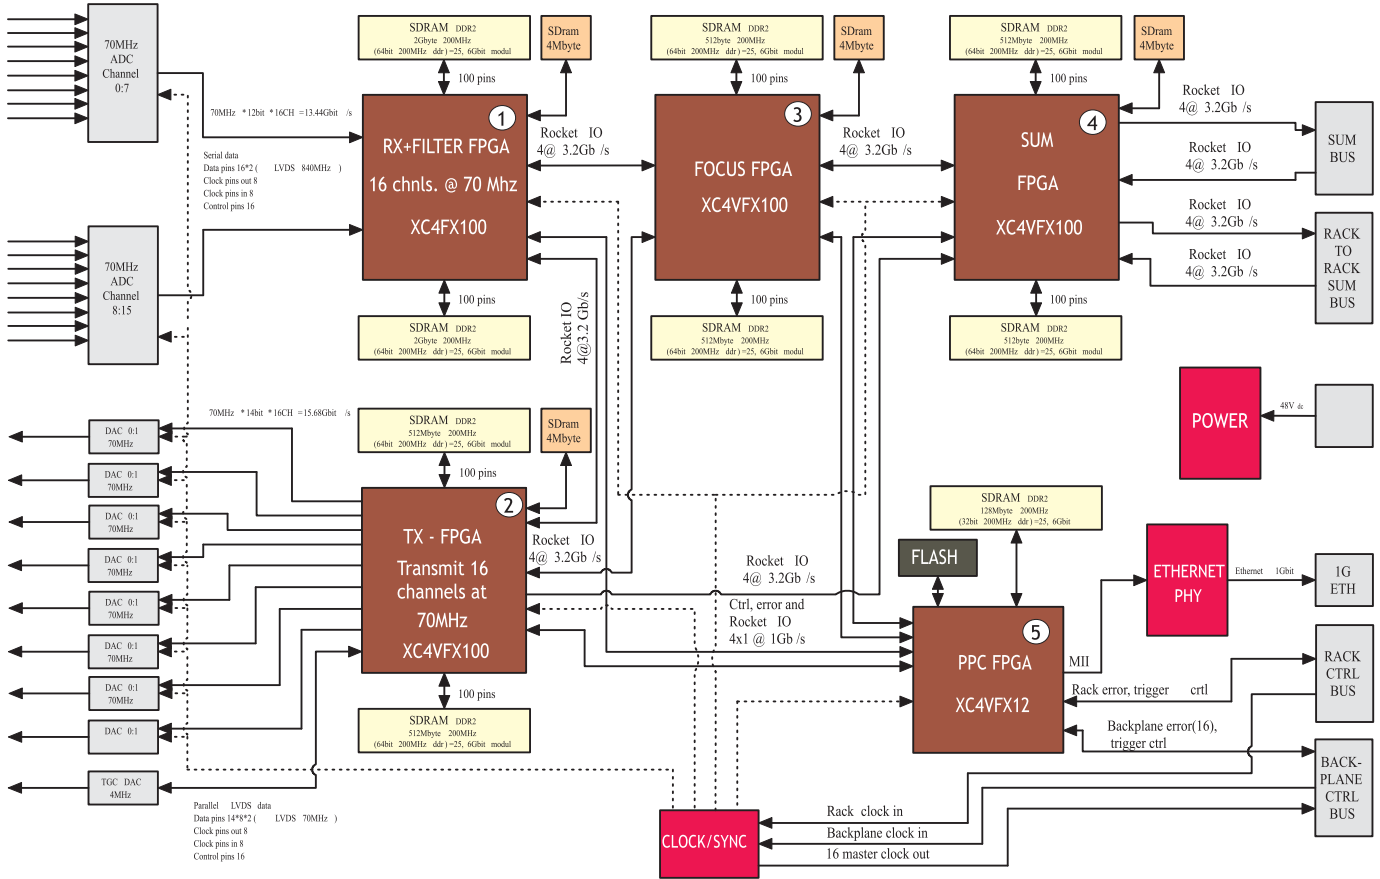 SDRAM DDR2
2Gbyte 200MHz
(64bit 200MHz ddr)=25, 6Gbit modul
SDram
4Mbyte
SDRAM DDR2
512byte 200MHz
(64bit 200MHz ddr)=25, 6Gbit modul
SDram
4Mbyte
SDRAM DDR2
512Mbyte 200MHz
(64bit 200MHz ddr)=25, 6Gbit modul
SDram
4Mbyte
100 pins
100 pins
100 pins
70MHz
ADC
Channel
0:7
70MHz *12bit *16CH =13.44Gbit /s
Serial data
Data pins 16*2 ( LVDS 840MHz )
Clock pins out 8
Clock pins in 8
Control pins 16
70MHz
ADC
Channel
8:15
1
RX+FILTER FPGA
16 chnls. @ 70 Mhz
XC4FX100
Rocket IO
4@ 3.2Gb /s
3
FOCUS FPGA
XC4VFX100
Rocket IO
4@ 3.2Gb /s
4
SUM
FPGA
XC4VFX100
Rocket IO
4@ 3.2Gb /s
Rocket IO
4@ 3.2Gb /s
Rocket IO
4@ 3.2Gb /s
Rocket IO
4@ 3.2Gb /s
SUM
BUS
RACK
TO
RACK
SUM
BUS
100 pins
100 pins
100 pins
SDRAM DDR2
2Gbyte 200MHz
(64bit 200MHz ddr)=25, 6Gbit modul
SDRAM DDR2
512Mbyte 200MHz
(64bit 200MHz ddr)=25, 6Gbit modul
SDRAM DDR2
512byte 200MHz
(64bit 200MHz ddr)=25, 6Gbit modul
Rocket IO
4@3.2 Gb/s
POWER
48V dc
70MHz *14bit *16CH =15.68Gbit /s
SDRAM DDR2
512Mbyte 200MHz
(64bit 200MHz ddr)=25, 6Gbit modul
SDram
4Mbyte
100 pins
DAC 0:1
70MHz
DAC 0:1
70MHz
DAC 0:1
70MHz
DAC 0:1
70MHz
DAC 0:1
70MHz
DAC 0:1
70MHz
DAC 0:1
70MHz
DAC 0:1
TGC DAC
4MHz
2
TX - FPGA
Transmit 16
channels at
70MHz
XC4VFX100
Rocket IO
4@ 3.2Gb /s
Rocket IO
4@ 3.2Gb /s
Ctrl, error and
Rocket IO
4x1 @ 1Gb /s
100 pins
SDRAM DDR2
512Mbyte 200MHz
(64bit 200MHz ddr)=25, 6Gbit modul
SDRAM DDR2
128Mbyte 200MHz
(32bit 200MHz ddr)=25, 6Gbit
FLASH
5
PPC FPGA
XC4VFX12
MII
ETHERNET
PHY
Ethernet 1Gbit
1G
ETH
Rack error, trigger crtl
RACK
CTRL
BUS
Backplane error(16),
trigger ctrl
BACK-
PLANE
CTRL
BUS
Parallel LVDS data
Data pins 14*8*2 ( LVDS 70MHz )
Clock pins out 8
Clock pins in 8
Control pins 16
CLOCK/SYNC
Rack clock in
Backplane clock in
16 master clock out